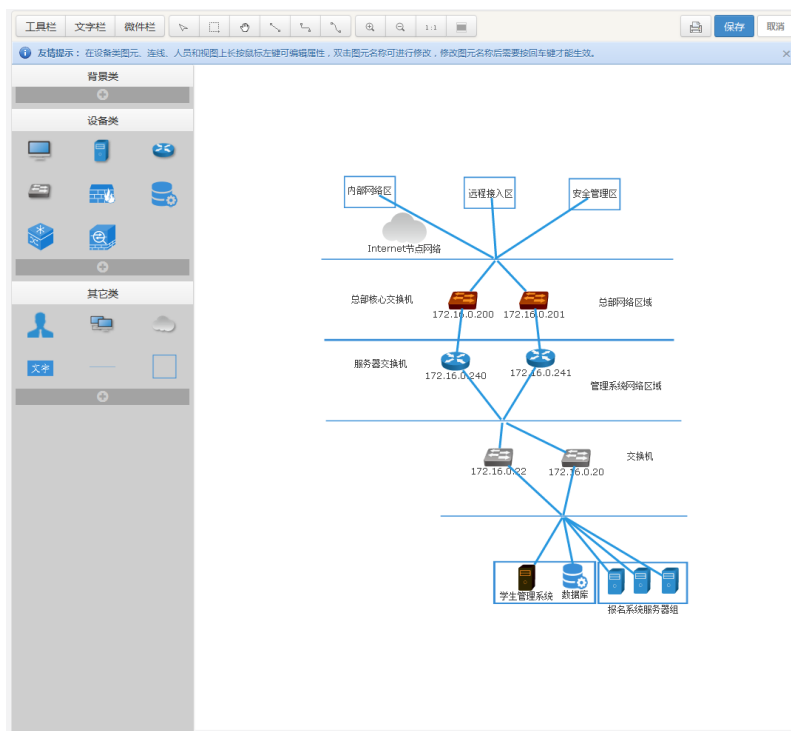 工具栏 文字栏 微件栏 1:1 保存 取消
友情提示：在设备类图元、连线、人员和视图上长按鼠标左键可编辑属性，双击图元名称可进行修改，修改图元名称后需要按回车键才能生效。
背景类
设备类
其它类
文字
内部网络区 远程接入区 安全管理区
Internet节点网络
总部核心交换机 总部网络区域
172.16.0.200 172.16.0.201
服务器交换机
172.16.0.240 172.16.0.241
管理系统网络区域
交换机
172.16.0.22 172.16.0.20
学生管理系统 数据库
报名系统服务器组